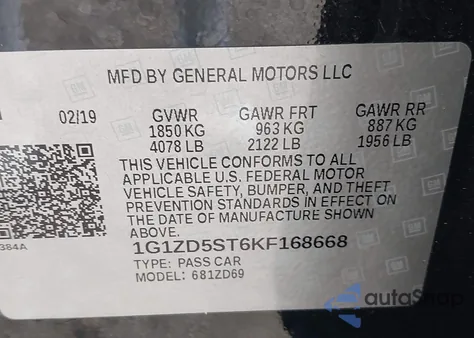 MFD BY GENERAL MOTORS LLC
02/19 GVWR GAWR FRT GAWR RR
1850 KG 963 KG 887 KG
4078 LB 2122 LB 1956 LB
THIS VEHICLE CONFORMS TO ALL
APPLICABLE U.S. FEDERAL MOTOR
VEHICLE SAFETY, BUMPER, AND THEFT
PREVENTION STANDARDS IN EFFECT ON
THE DATE OF MANUFACTURE SHOWN
ABOVE.
384A
1G1ZD5ST6KF168668
TYPE: PASS CAR
MODEL: 681ZD69
autoSnap